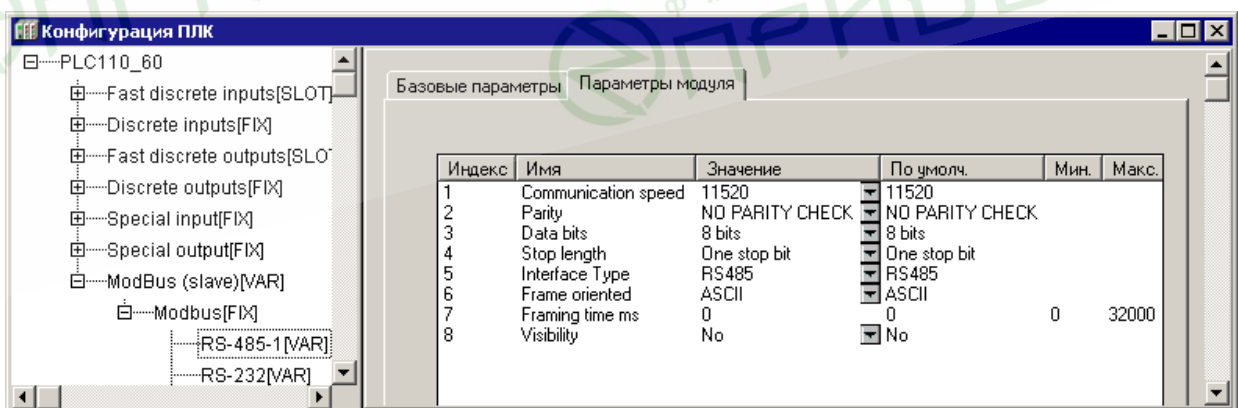 Конфигурация ПЛК
PLC110_60
Fast discrete inputs[SLOT]
Discrete inputs[FIX]
Fast discrete outputs[SLO
Discrete outputs[FIX]
Special input[FIX]
Special output[FIX]
ModBus (slave)[VAR]
Modbus[FIX]
RS-485-1[VAR]
RS-232[VAR]
Базовые параметры Параметры модуля
Индекс Имя Значение По умолч. Мин. Макс.
1 Communication speed 11520 11520
2 Parity NO PARITY CHECK NO PARITY CHECK
3 Data bits 8 bits 8 bits
4 Stop length One stop bit One stop bit
5 Interface Type RS485 RS485
6 Frame oriented ASCII ASCII
7 Framing time ms 0 0 0 32000
8 Visibility No No